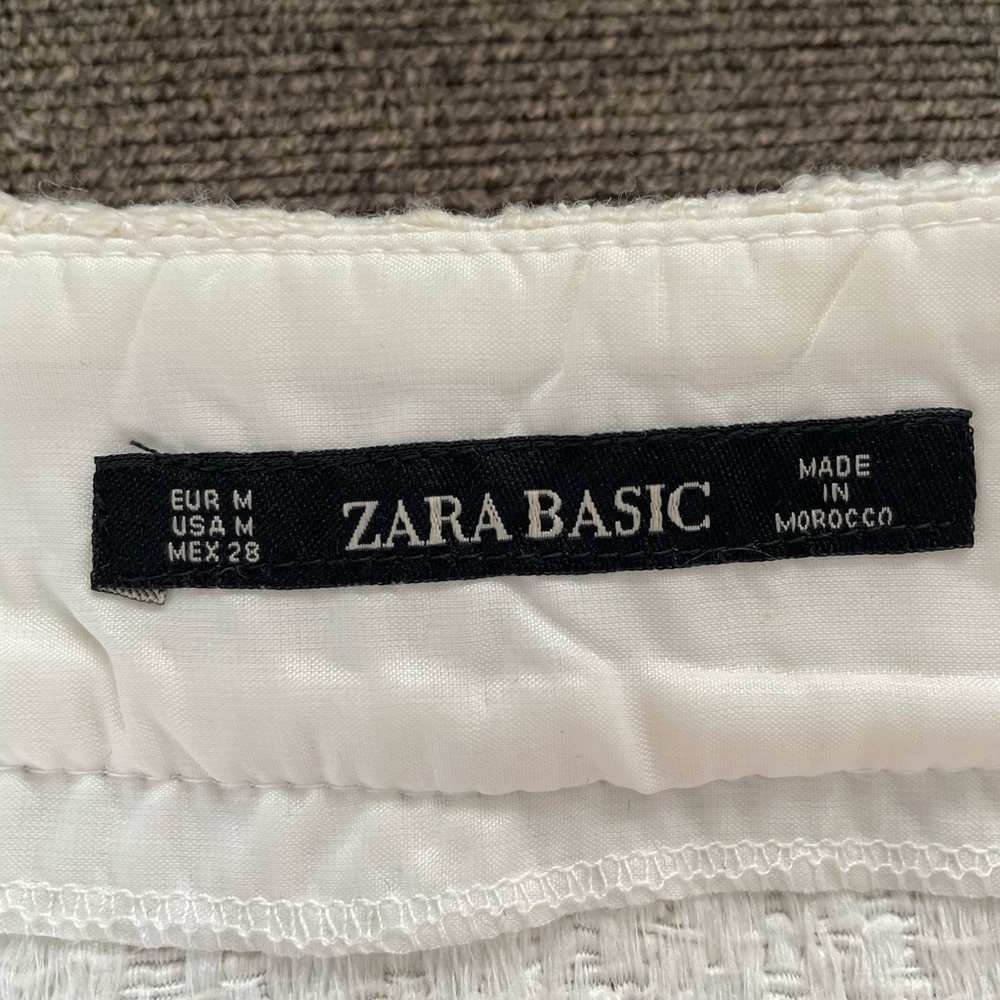 EUR M
USA M
MEX 28
ZARA BASIC
MADE
IN
MOROCCO